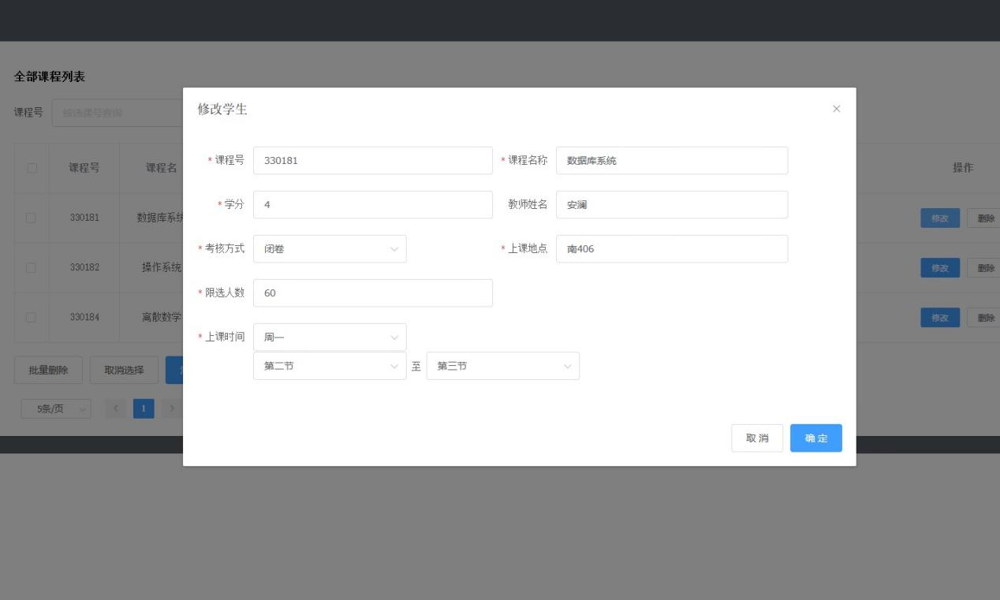 全部课程列表
课程号 按选课号查询
课程号 课程名 操作
330181 数据库系统 修改 删除
330182 操作系统 修改 删除
330184 离散数学 修改 删除
批量删除 取消选择
5条/页 1
修改学生
* 课程号 330181 * 课程名称 数据库系统
* 学分 4 教师姓名 安澜
* 考核方式 闭卷 * 上课地点 南406
* 限选人数 60
* 上课时间 周一
第二节 至 第三节
取 消 确 定